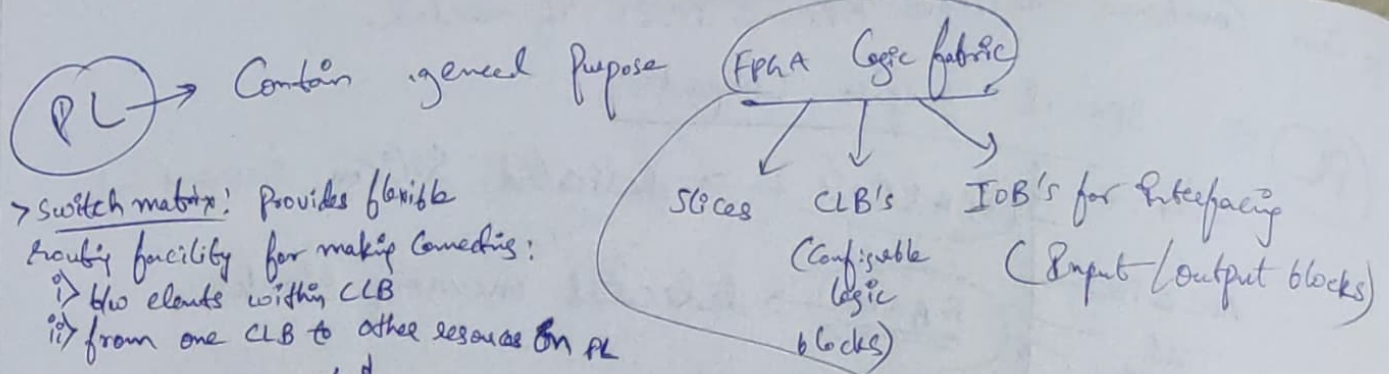 PL → Contain general Purpose FPGA Logic fabric
Slices CLB's IOB's for Interfacing
(Configurable logic blocks)
(Input-/output blocks)
> Switch matrix: Provides flexible
routing facility for making Connections:
i> b/w elements within CLB
ii> from one CLB to other resources on PL